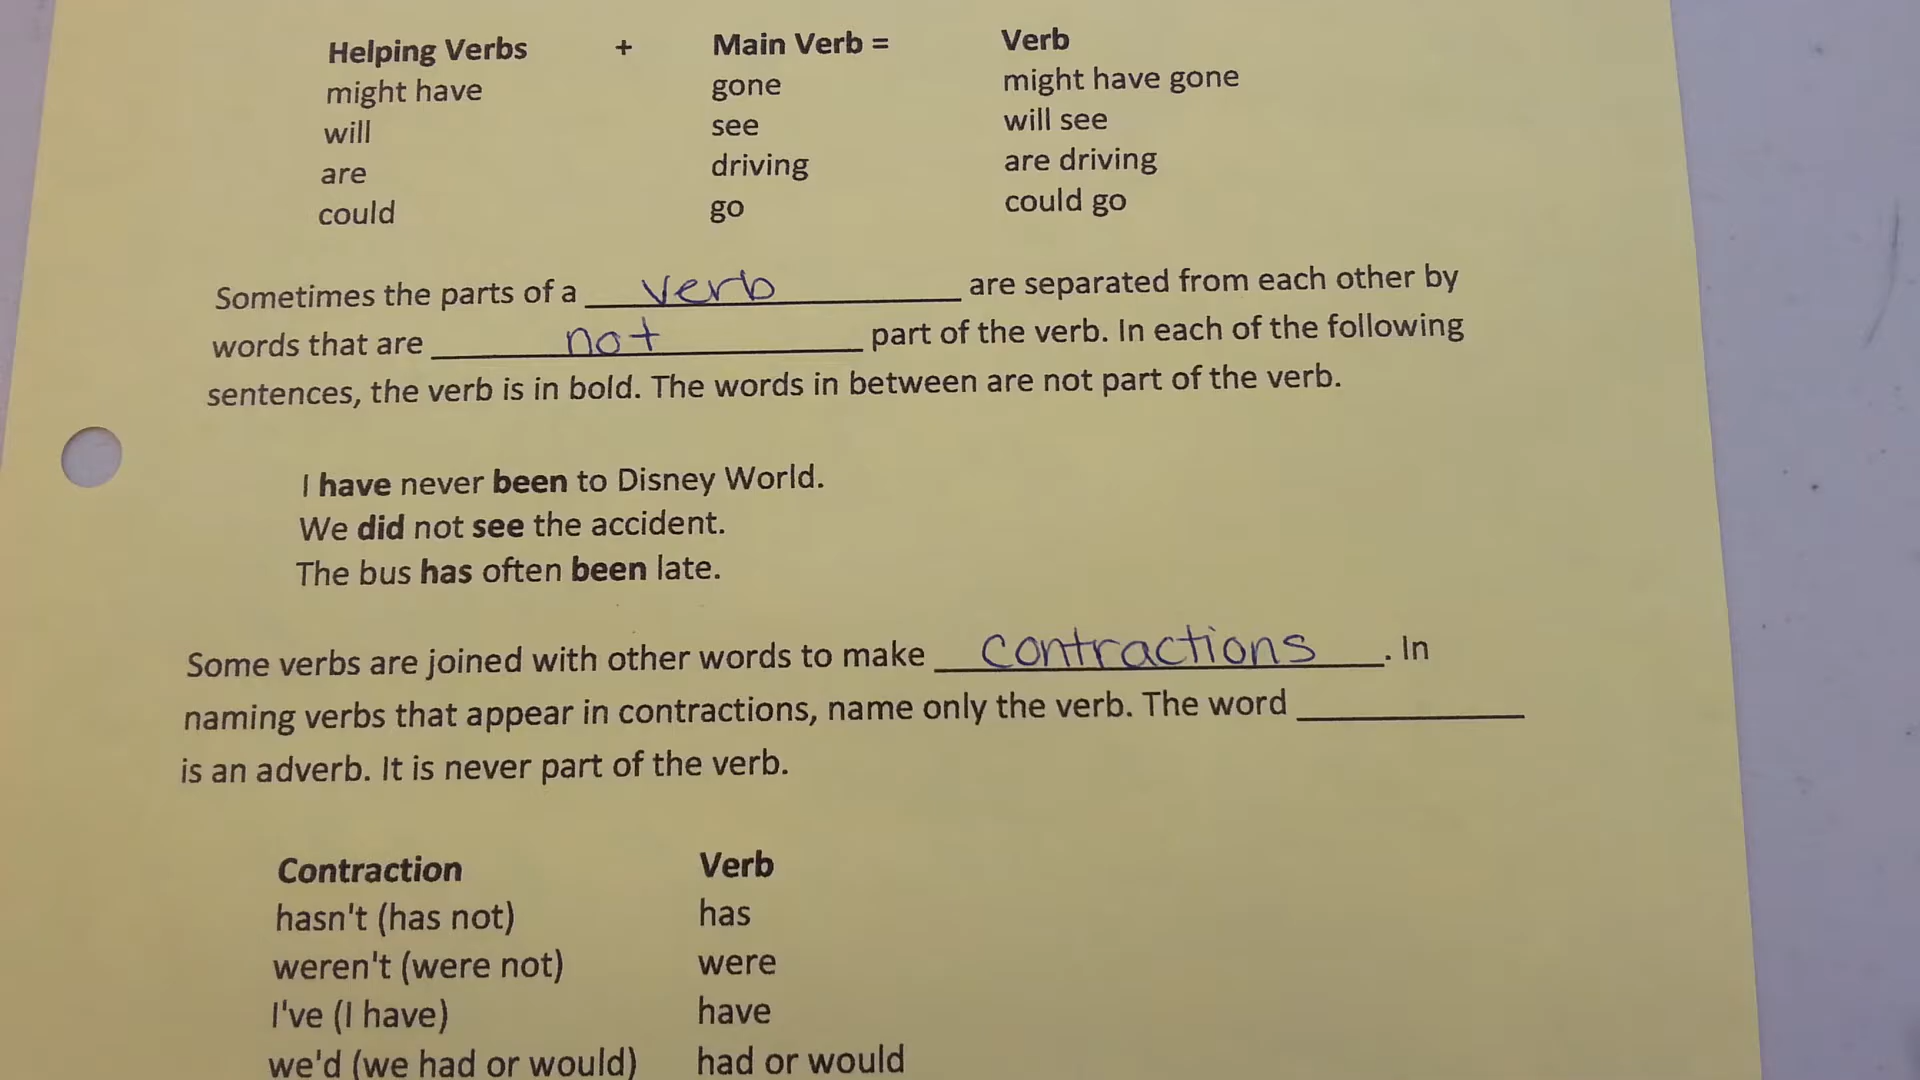 Helping Verbs + Main Verb = Verb
might have gone might have gone
will see will see
are driving are driving
could go could go
Sometimes the parts of a verb are separated from each other by
words that are not part of the verb. In each of the following
sentences, the verb is in bold. The words in between are not part of the verb.
I have never been to Disney World.
We did not see the accident.
The bus has often been late.
Some verbs are joined with other words to make contractions. In
naming verbs that appear in contractions, name only the verb. The word ________
is an adverb. It is never part of the verb.
Contraction Verb
hasn't (has not) has
weren't (were not) were
I've (I have) have
we'd (we had or would) had or would